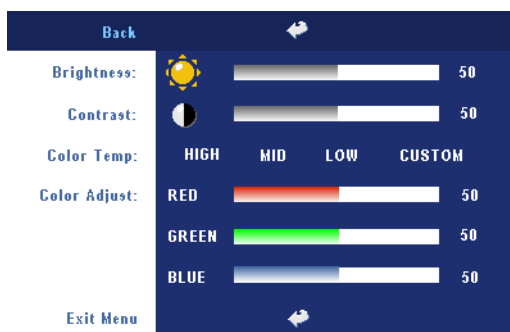 Back
Brightness: 50
Contrast: 50
Color Temp: HIGH MID LOW CUSTOM
Color Adjust: RED 50
GREEN 50
BLUE 50
Exit Menu